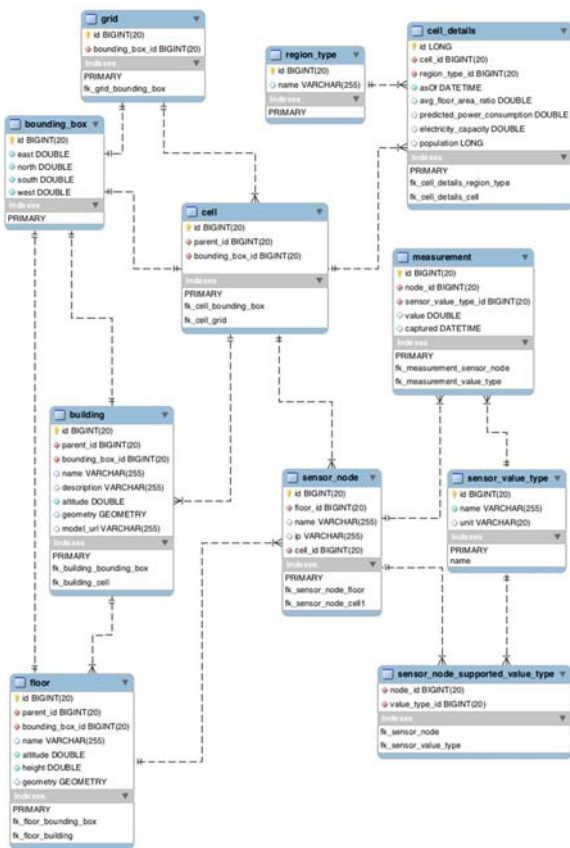 grid
id BIGINT(20)
bounding_box_id BIGINT(20)
Indexes
PRIMARY
fk_grid_bounding_box
region_type
id BIGINT(20)
name VARCHAR(255)
Indexes
PRIMARY
cell_details
id LONG
cell_id BIGINT(20)
region_type_id BIGINT(20)
asOf DATETIME
avg_floor_area_ratio DOUBLE
predicted_power_consumption DOUBLE
electricity_capacity DOUBLE
population LONG
Indexes
PRIMARY
fk_cell_details_region_type
fk_cell_details_cell
bounding_box
id BIGINT(20)
east DOUBLE
north DOUBLE
south DOUBLE
west DOUBLE
Indexes
PRIMARY
cell
id BIGINT(20)
parent_id BIGINT(20)
bounding_box_id BIGINT(20)
Indexes
PRIMARY
fk_cell_bounding_box
fk_cell_grid
measurement
id BIGINT(20)
node_id BIGINT(20)
sensor_value_type_id BIGINT(20)
value DOUBLE
captured DATETIME
Indexes
PRIMARY
fk_measurement_sensor_node
fk_measurement_value_type
building
id BIGINT(20)
parent_id BIGINT(20)
bounding_box_id BIGINT(20)
name VARCHAR(255)
description VARCHAR(255)
altitude DOUBLE
geometry GEOMETRY
model_url VARCHAR(255)
Indexes
PRIMARY
fk_building_bounding_box
fk_building_cell
sensor_node
id BIGINT(20)
floor_id BIGINT(20)
name VARCHAR(255)
ip VARCHAR(255)
cell_id BIGINT(20)
Indexes
PRIMARY
fk_sensor_node_floor
fk_sensor_node_cell1
sensor_value_type
id BIGINT(20)
name VARCHAR(255)
unit VARCHAR(20)
Indexes
PRIMARY
name
floor
id BIGINT(20)
parent_id BIGINT(20)
bounding_box_id BIGINT(20)
name VARCHAR(255)
altitude DOUBLE
height DOUBLE
geometry GEOMETRY
Indexes
PRIMARY
fk_floor_bounding_box
fk_floor_building
sensor_node_supported_value_type
node_id BIGINT(20)
value_type_id BIGINT(20)
Indexes
fk_sensor_node
fk_sensor_value_type